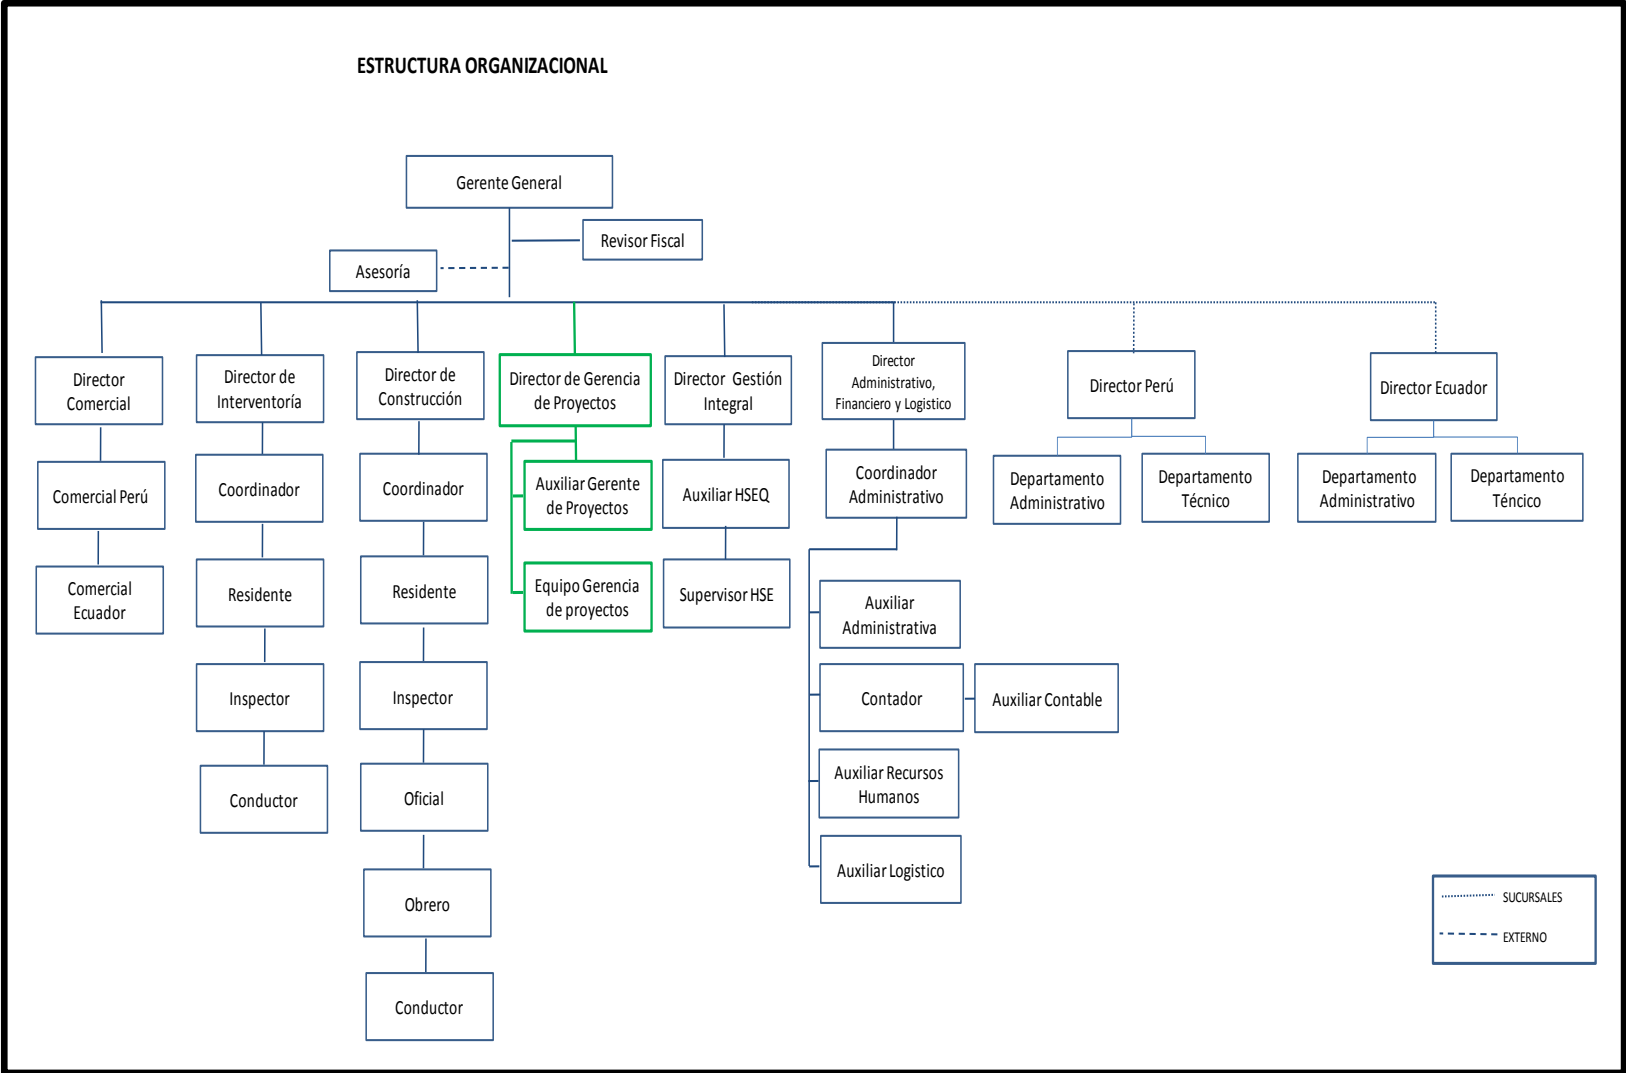 ESTRUCTURA ORGANIZACIONAL
Gerente General
Revisor Fiscal
Asesoría
Director
Comercial
Comercial Perú
Comercial
Ecuador
Director de
Interventoría
Coordinador
Residente
Inspector
Conductor
Director de
Construcción
Coordinador
Residente
Inspector
Oficial
Obrero
Conductor
Director de Gerencia
de Proyectos
Auxiliar Gerente
de Proyectos
Equipo Gerencia
de proyectos
Director Gestión
Integral
Auxiliar HSEQ
Supervisor HSE
Director
Administrativo,
Financiero y Logistico
Coordinador
Administrativo
Auxiliar
Administrativa
Contador
Auxiliar Contable
Auxiliar Recursos
Humanos
Auxiliar Logistico
Director Perú
Departamento
Administrativo
Departamento
Técnico
Director Ecuador
Departamento
Administrativo
Departamento
Téncico
SUCURSALES
EXTERNO